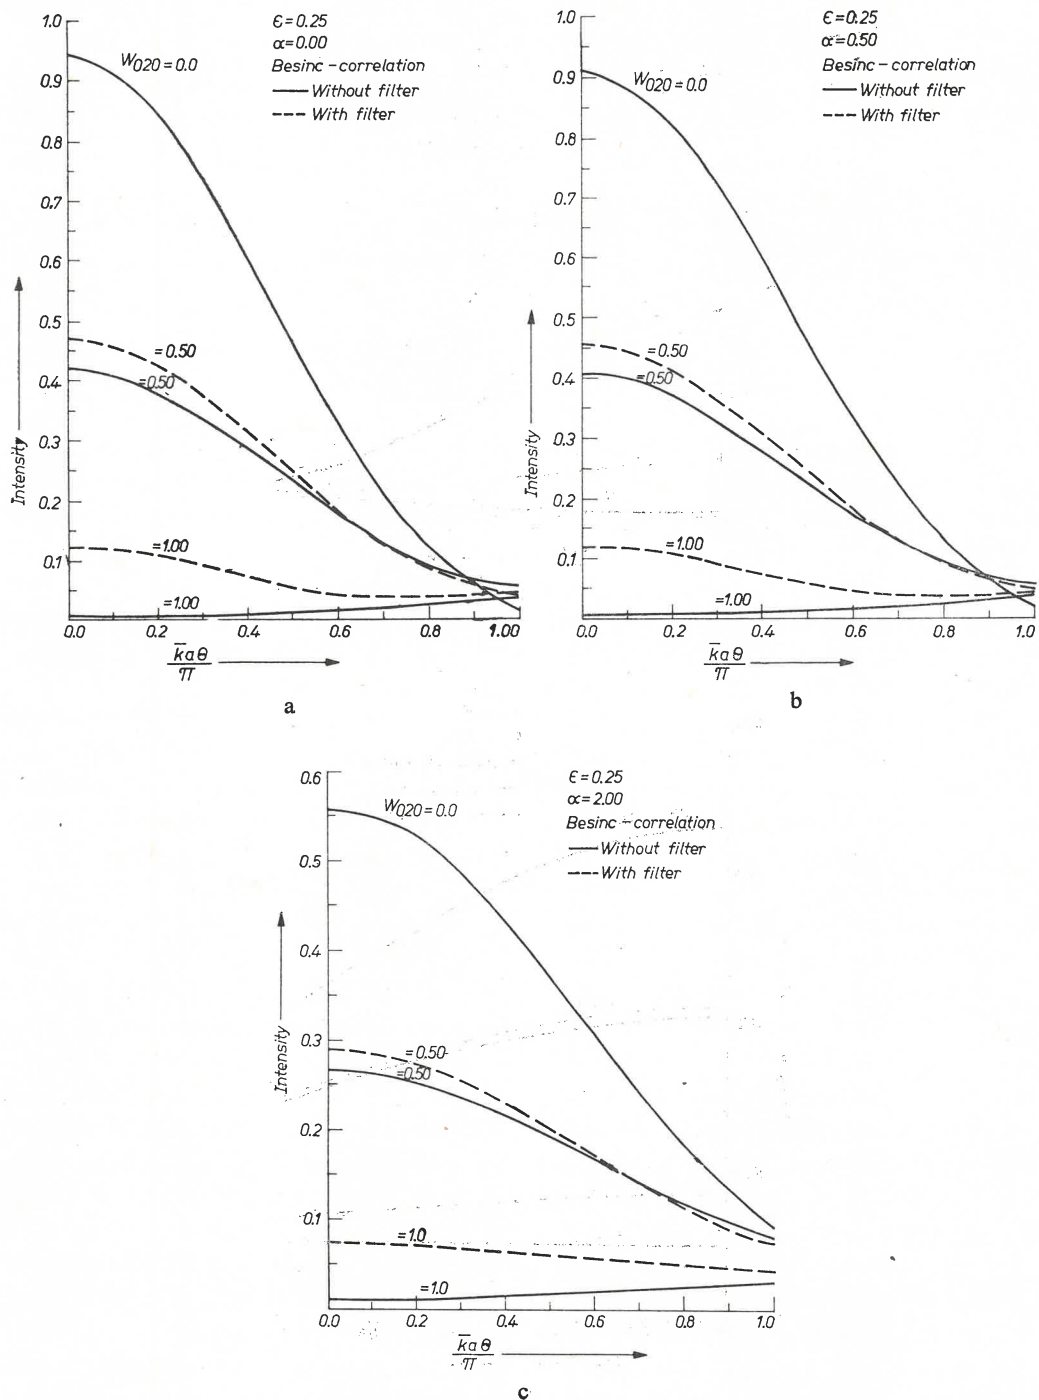 1.0
ϵ=0.25
α=0.00
Besinc-correlation
Without filter
With filter
W020=0.0
0.9
0.8
0.7
0.6
0.5
0.4
0.3
0.2
0.1
=0.50
=0.50
=1.00
=1.00
Intensity
0.0 0.2 0.4 0.6 0.8 1.00
k̄aθ
π
a
1.0
ϵ=0.25
α=0.50
Besinc-correlation
Without filter
With filter
W020=0.0
0.9
0.8
0.7
0.6
0.5
0.4
0.3
0.2
0.1
=0.50
=0.50
=1.00
=1.00
Intensity
0.0 0.2 0.4 0.6 0.8 1.0
k̄aθ
π
b
0.6
ϵ=0.25
α=2.00
Besinc-correlation
Without filter
With filter
W020=0.0
0.5
0.4
0.3
0.2
0.1
=0.50
=0.50
=1.0
=1.0
Intensity
0.0 0.2 0.4 0.6 0.8 1.0
k̄aθ
π
c